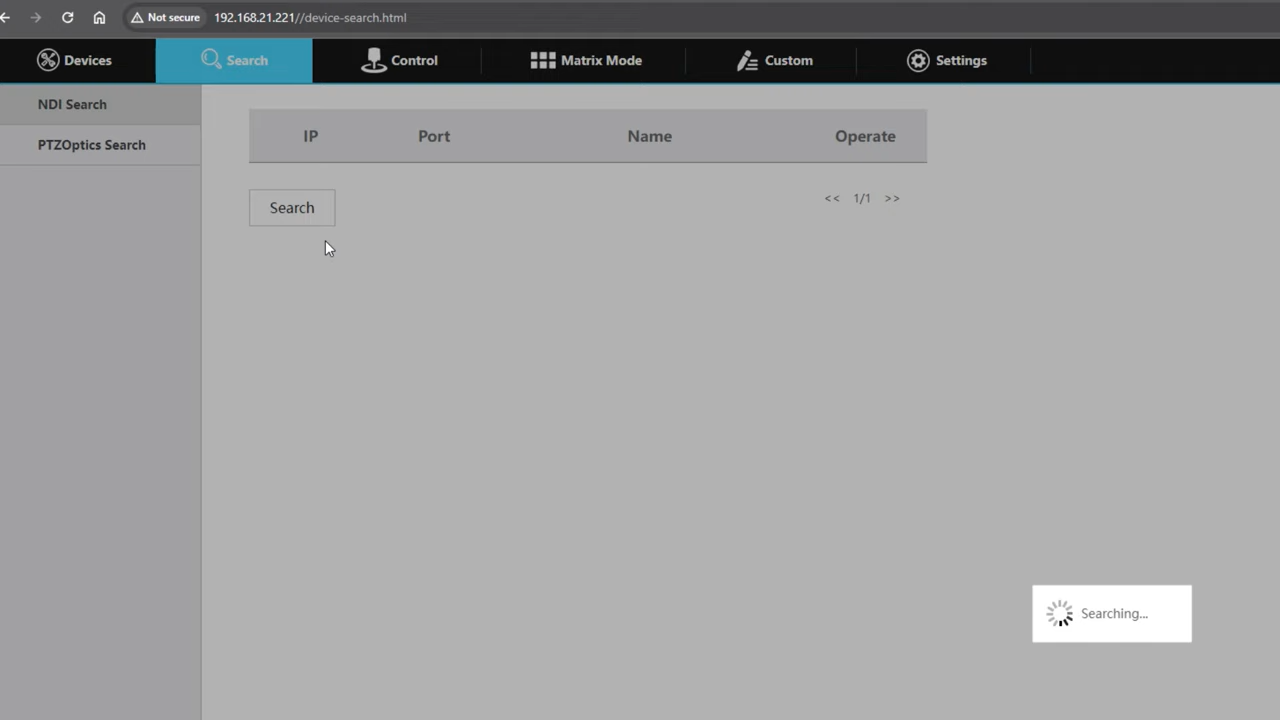 Not secure 192.168.21.221//device-search.html
Devices Search Control Matrix Mode Custom Settings
NDI Search
PTZOptics Search
IP Port Name Operate
Search << 1/1 >>
Searching...